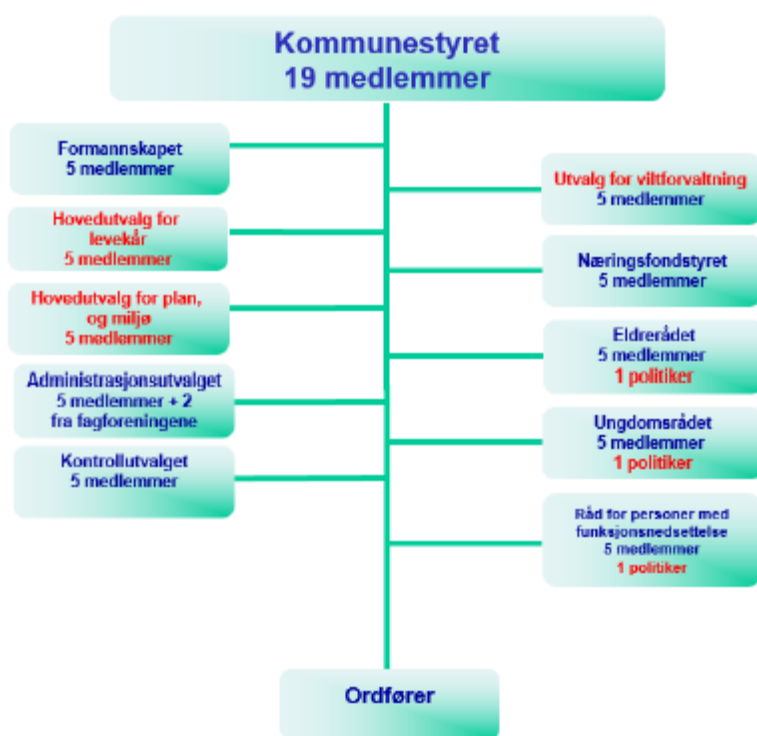 Kommunestyret
19 medlemmer
Formannskapet
5 medlemmer
Hovedutvalg for
levekår
5 medlemmer
Hovedutvalg for plan,
og miljø
5 medlemmer
Administrasjonsutvalget
5 medlemmer + 2
fra fagforeningene
Kontrollutvalget
5 medlemmer
Utvalg for viltforvaltning
5 medlemmer
Næringsfondstyret
5 medlemmer
Eldrerådet
5 medlemmer
1 politiker
Ungdomsrådet
5 medlemmer
1 politiker
Råd for personer med
funksjonsnedsettelse
5 medlemmer
1 politiker
Ordfører